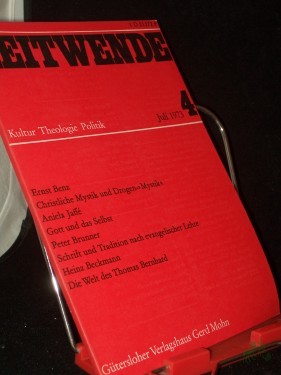 EITWENDE
Kultur Theologie Politik
Juli 1973
4
Ernst Benz
Christliche Mystik und Drogen-»Mystik«
Aniela Jaffé
Gott und das Selbst
Peter Brunner
Schrift und Tradition nach evangelischer Lehre
Heinz Beckmann
Die Welt des Thomas Bernhard
Gütersloher Verlagshaus Gerd Mohn